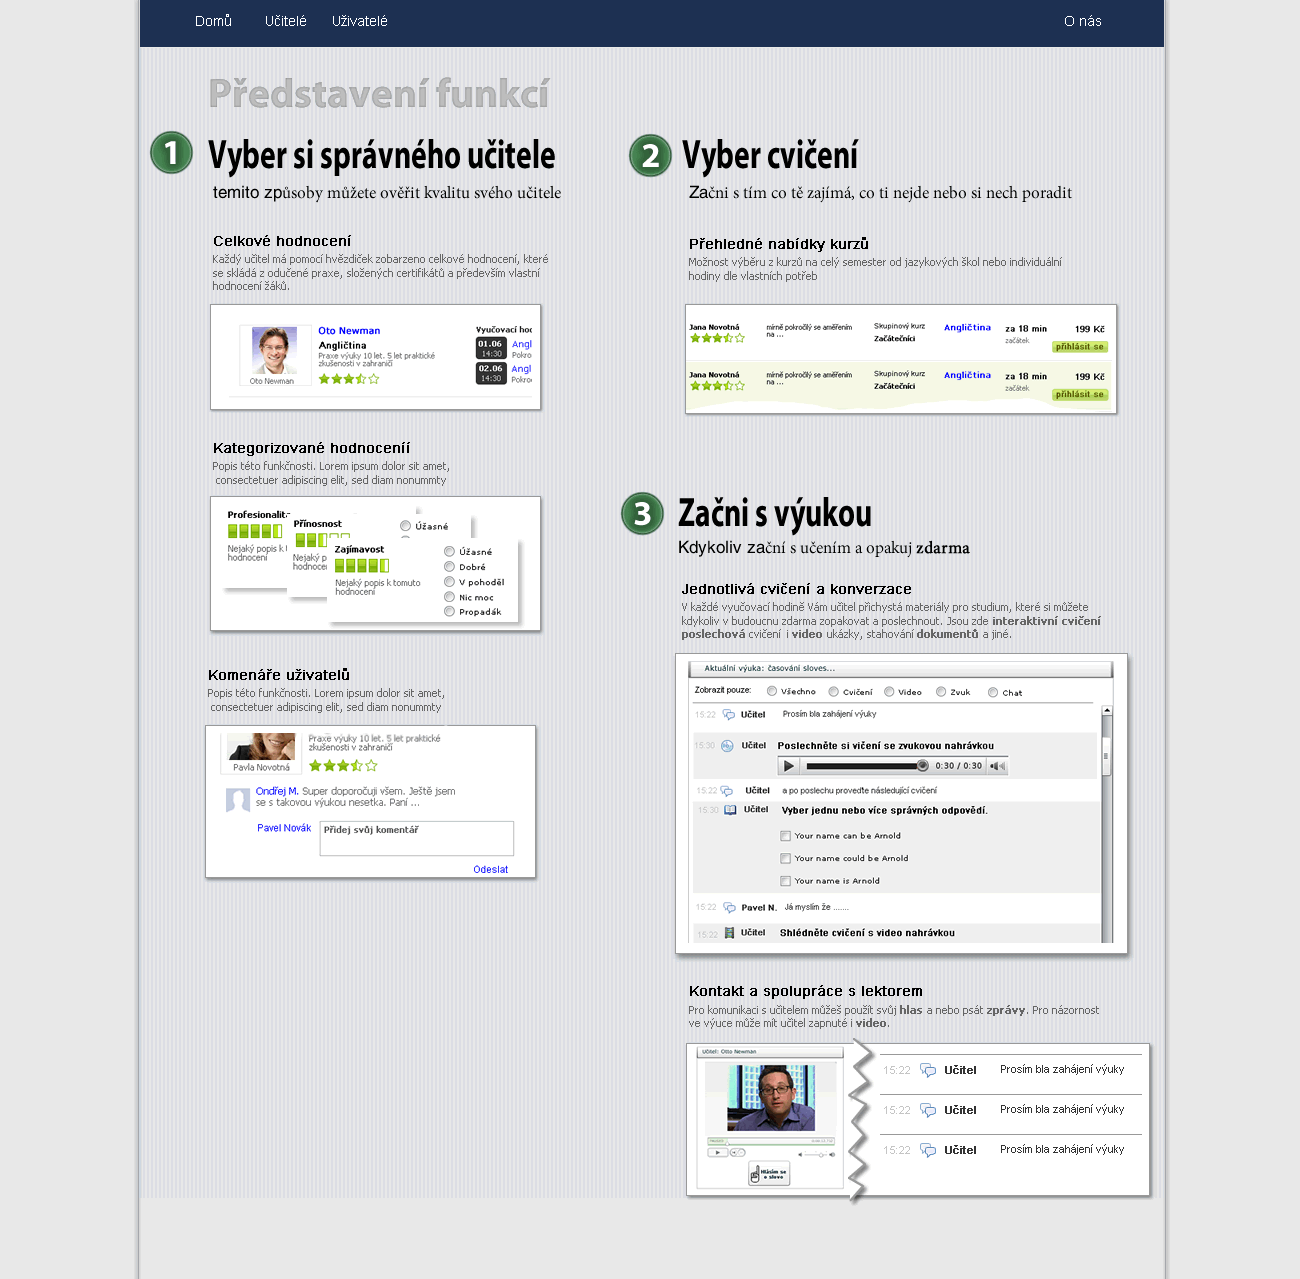 Domů Učitelé Uživatelé O nás
Představení funkcí
1 Vyber si správného učitele
temito způsoby můžete ověřit kvalitu svého učitele
Celkové hodnocení
Každý učitel má pomocí hvězdiček zobarzeno celkové hodnocení, které
se skládá z odučené praxe, složených certifikátů a především vlastní
hodnocení žáků.
Oto Newman
Angličtina
Praxe výuky 10 let. 5 let praktické
zkušenosti v zahraničí
Oto Newman
Vyučovací hod
01.06 Angl
14:30 Pokro
02.06 Angl
14:30 Pokro
Kategorizované hodnoceníí
Popis této funkčnosti. Lorem ipsum dolor sit amet,
consectetuer adipiscing elit, sed diam nonummty
Profesionalit
Nejaký popis k t
hodnocení
Přínosnost
Nejaký p
hodnoce
Úžasné
Zajímavost
Nejaký popis k tomuto
hodnocení
Úžasné
Dobré
V pohoděl
Nic moc
Propadák
Komenáře uživatelů
Popis této funkčnosti. Lorem ipsum dolor sit amet,
consectetuer adipiscing elit, sed diam nonummty
Praxe výuky 10 let. 5 let praktické
zkušenosti v zahraničí
Pavla Novotná
Ondřej M. Super doporočuji všem. Ještě jsem
se s takovou výukou nesetka. Paní ...
Pavel Novák
Přidej svůj komentář
Odeslat
2 Vyber cvičení
Začni s tím co tě zajímá, co ti nejde nebo si nech poradit
Přehledné nabídky kurzů
Možnost výběru z kurzů na celý semester od jazykových škol nebo individuální
hodiny dle vlastních potřeb
Jana Novotná mírně pokročilý se aměřením na ... Skupinový kurz Začátečníci Angličtina za 18 min začátek 199 Kč přihlásit se
Jana Novotná mírně pokročilý se aměřením na ... Skupinový kurz Začátečníci Angličtina za 18 min začátek 199 Kč přihlásit se
3 Začni s výukou
Kdykoliv zační s učením a opakuj zdarma
Jednotlivá cvičení a konverzace
V každé vyučovací hodině Vám učitel přichystá materiály pro studium, které si můžete
kdykoliv v budoucnu zdarma zopakovat a poslechnout. Jsou zde interaktivní cvičení
poslechová cvičení i video ukázky, stahování dokumentů a jiné.
Aktuální výuka: časování sloves...
Zobrazit pouze: Všechno Cvičení Video Zvuk Chat
15:22 Učitel Prosím bla zahájení výuky
15:30 Učitel Poslechněte si vičení se zvukovou nahrávkou
0:30 / 0:30
15:22 Učitel a po poslechu proveďte následující cvičení
15:30 Učitel Vyber jednu nebo více správných odpovědí.
Your name can be Arnold
Your name could be Arnold
Your name is Arnold
15:22 Pavel N. Já myslím že .......
15:22 Učitel Shlédněte cvičení s video nahrávkou
Kontakt a spolupráce s lektorem
Pro komunikaci s učitelem můžeš použít svůj hlas a nebo psát zprávy. Pro názornost
ve výuce může mít učitel zapnuté i video.
Učitel: Otto Newman
Hlásím se
o slovo
15:22 Učitel Prosím bla zahájení výuky
15:22 Učitel Prosím bla zahájení výuky
15:22 Učitel Prosím bla zahájení výuky